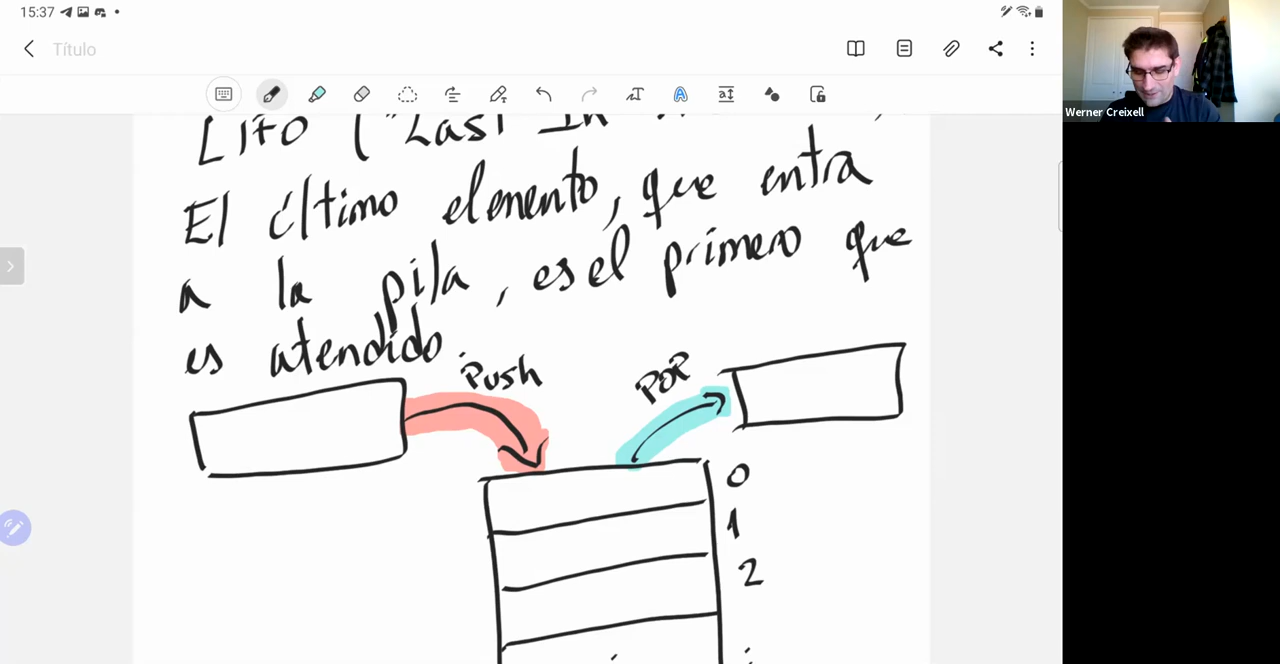 15:37
Título
Werner Creixell
LIFO ("Last In
El último elemento, que entra
a la pila, es el primero que
es atendido.
Push
POP
0
1
2